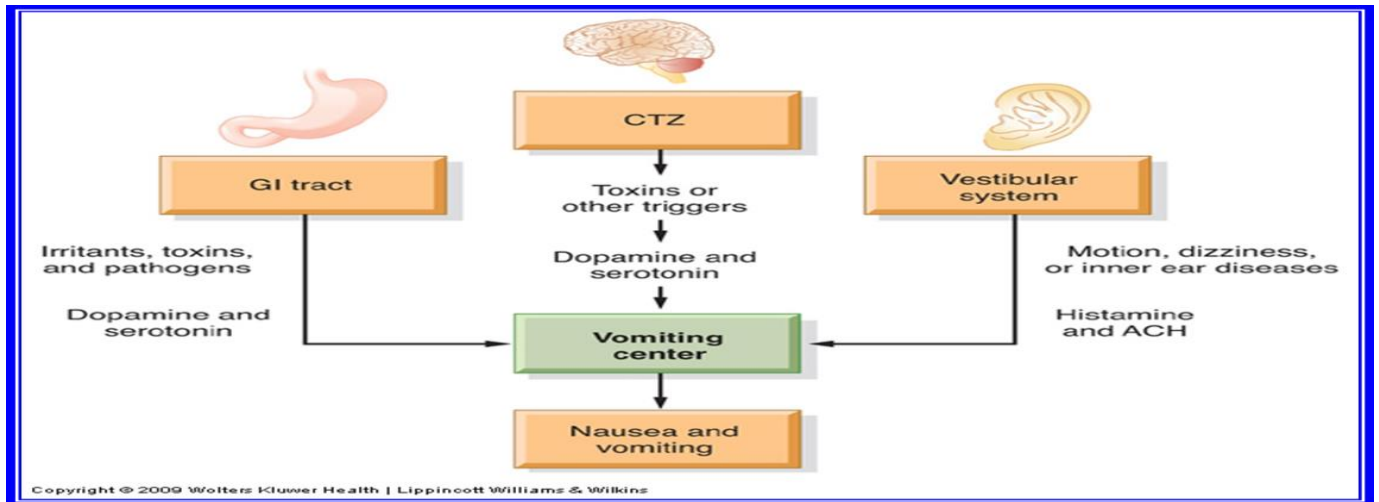 CTZ
GI tract
Vestibular
system
Toxins or
other triggers
Irritants, toxins,
and pathogens
Motion, dizziness,
or inner ear diseases
Dopamine and
serotonin
Dopamine and
serotonin
Histamine
and ACH
Vomiting
center
Nausea and
vomiting
Copyright © 2009 Wolters Kluwer Health | Lippincott Williams & Wilkins